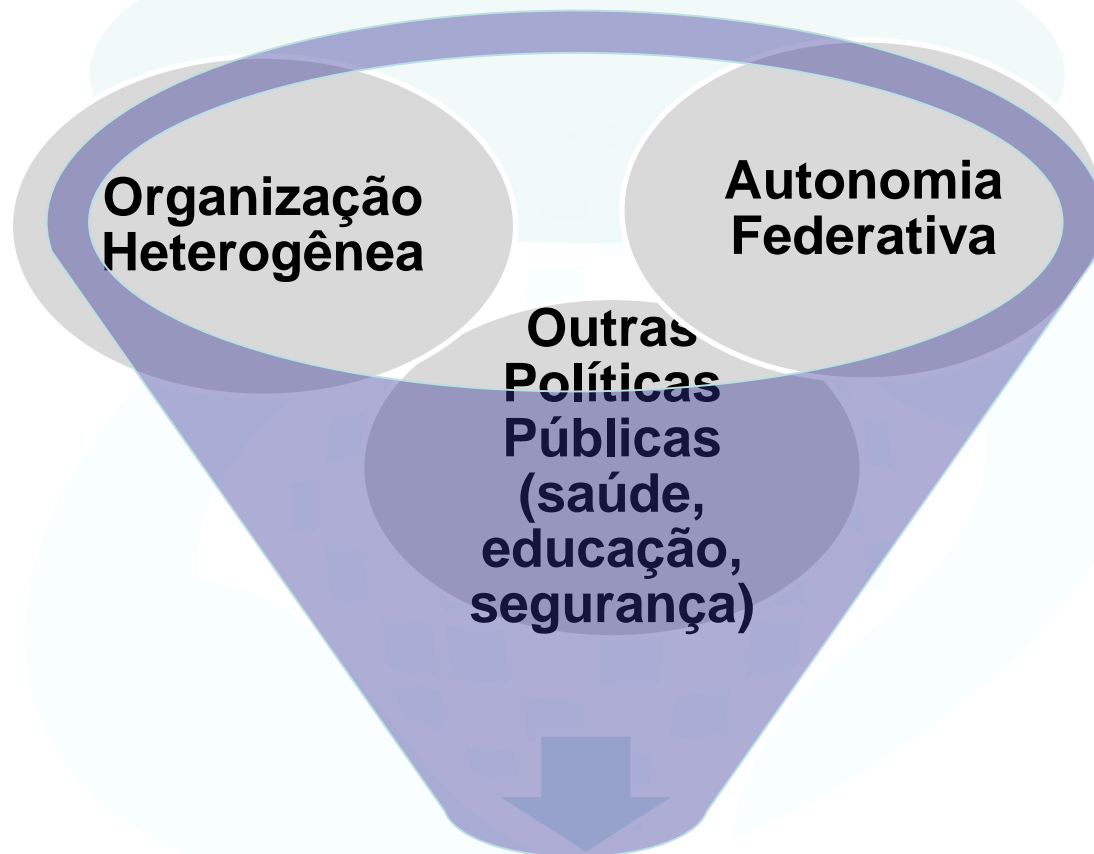 Organização
Heterogênea
Autonomia
Federativa
Outras
Políticas
Públicas
(saúde,
educação,
segurança)